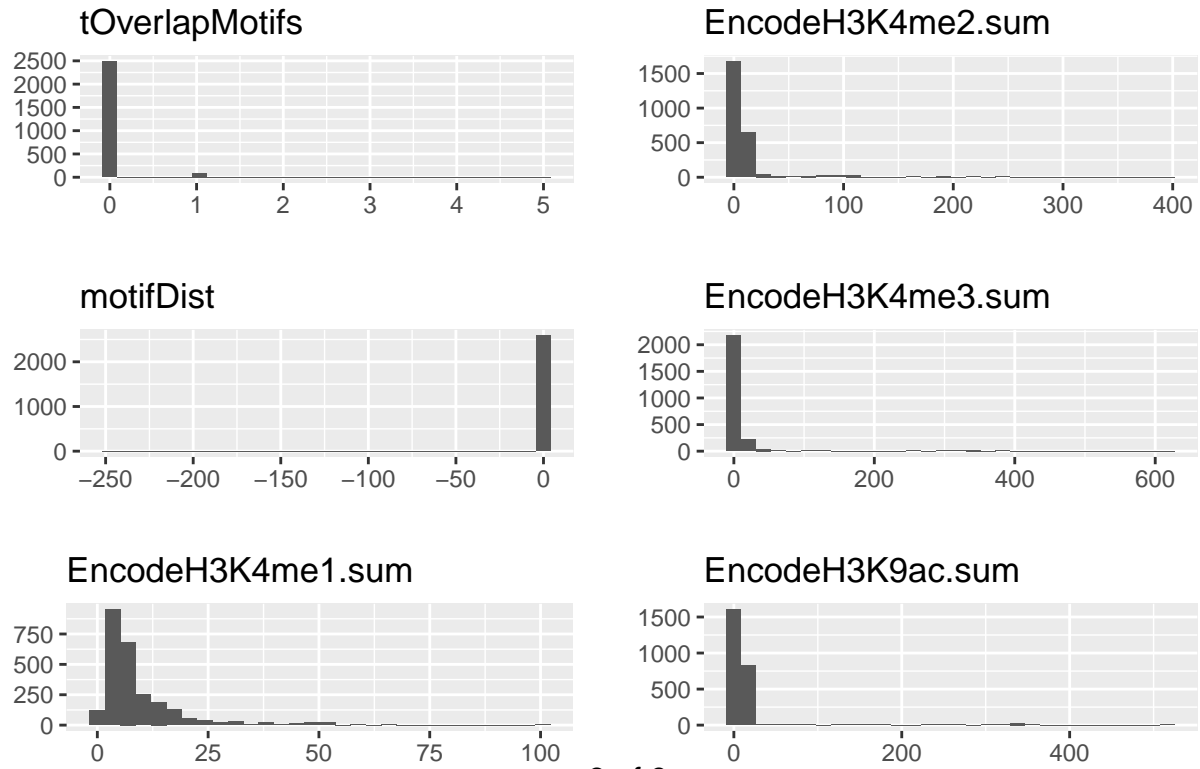 tOverlapMotifs
2500
2000
1500
1000
500
0
0 1 2 3 4 5
EncodeH3K4me2.sum
1500
1000
500
0
0 100 200 300 400
motifDist
2000
1000
0
−250 −200 −150 −100 −50 0
EncodeH3K4me3.sum
2000
1500
1000
500
0
0 200 400 600
EncodeH3K4me1.sum
750
500
250
0
0 25 50 75 100
EncodeH3K9ac.sum
1500
1000
500
0
0 200 400